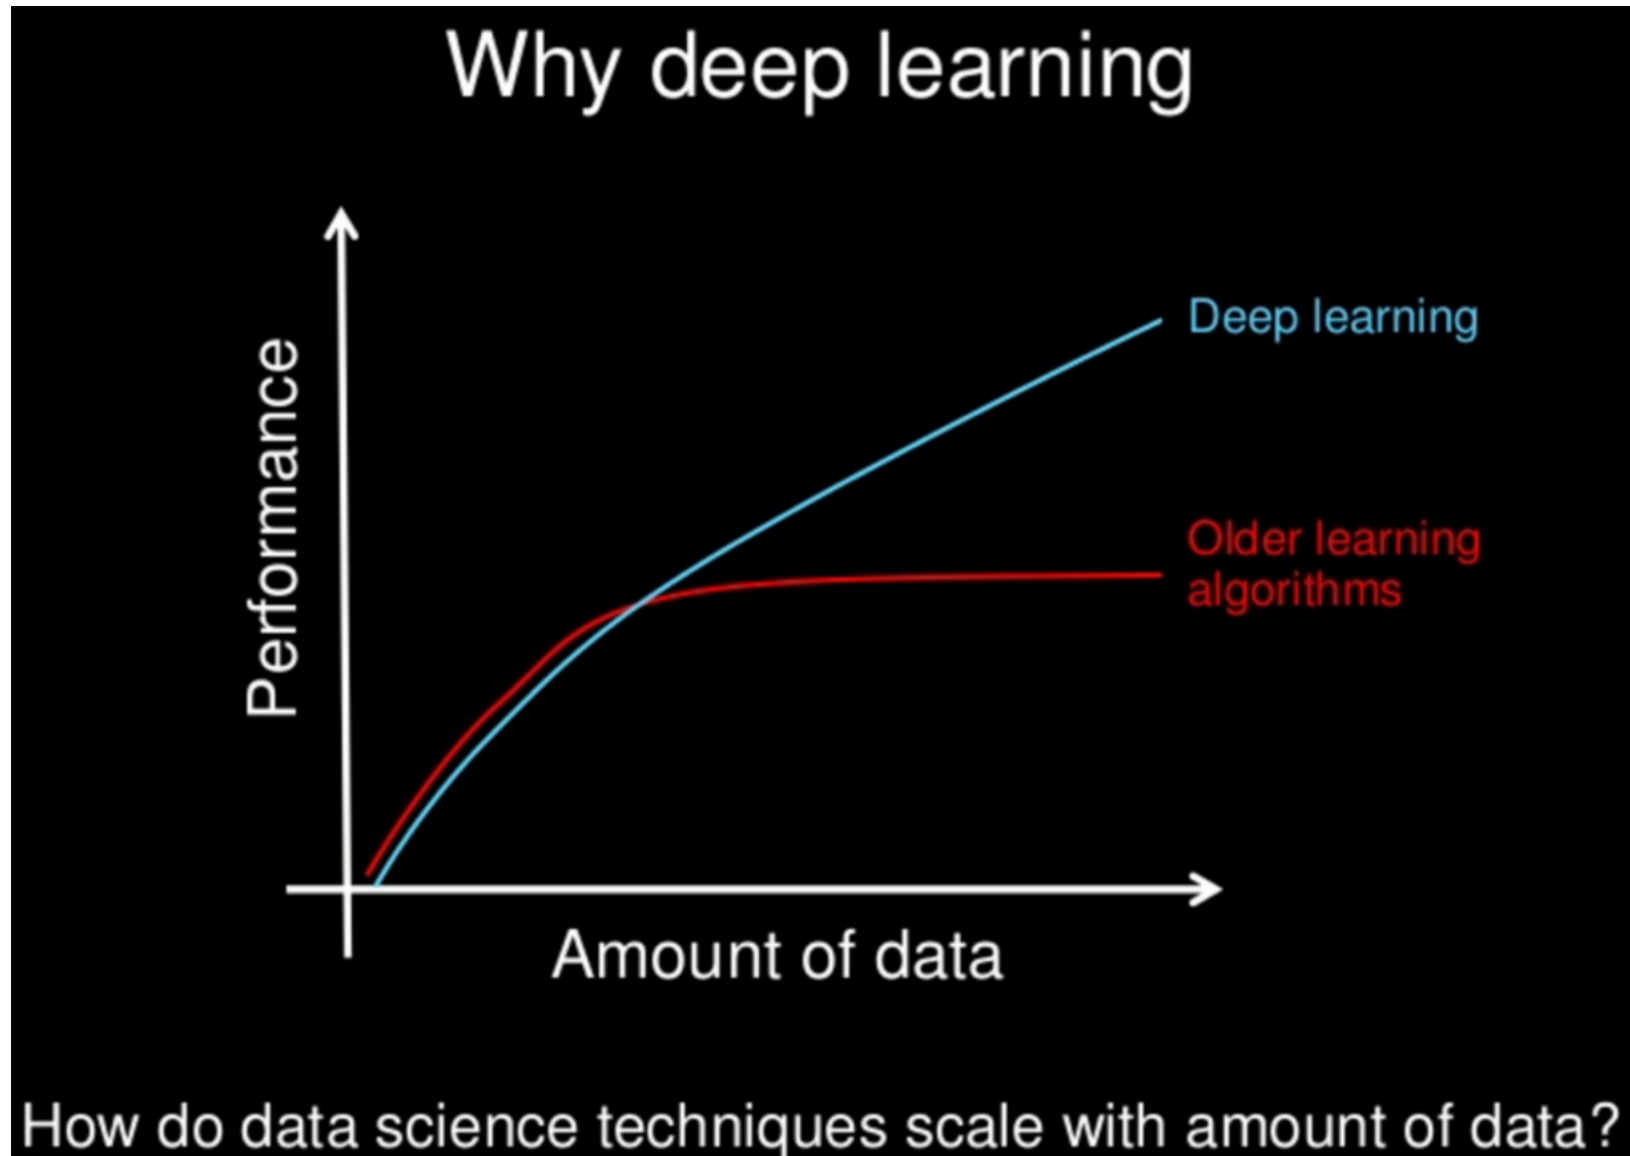 Why deep learning
Performance
Deep learning
Older learning
algorithms
Amount of data
How do data science techniques scale with amount of data?